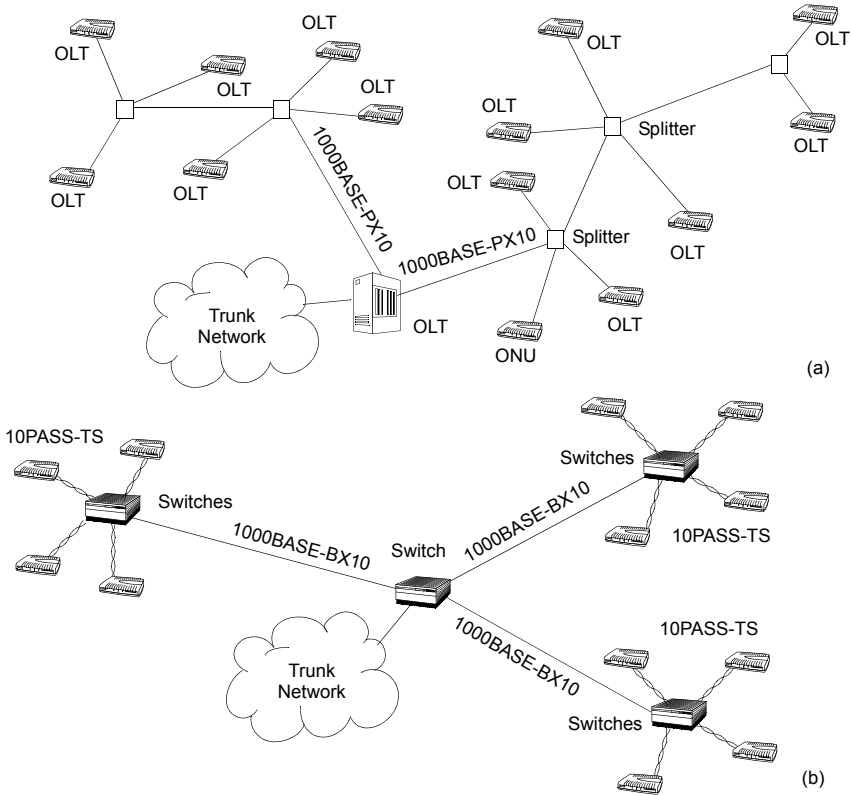 OLT
OLT
OLT
OLT
OLT
OLT
OLT
OLT
OLT
OLT
Splitter
OLT
1000BASE-PX10
OLT
OLT
1000BASE-PX10
Splitter
OLT
Trunk
Network
OLT
OLT
ONU
(a)
10PASS-TS
Switches
Switches
1000BASE-BX10
Switch
1000BASE-BX10
10PASS-TS
Trunk
Network
1000BASE-BX10
10PASS-TS
Switches
(b)